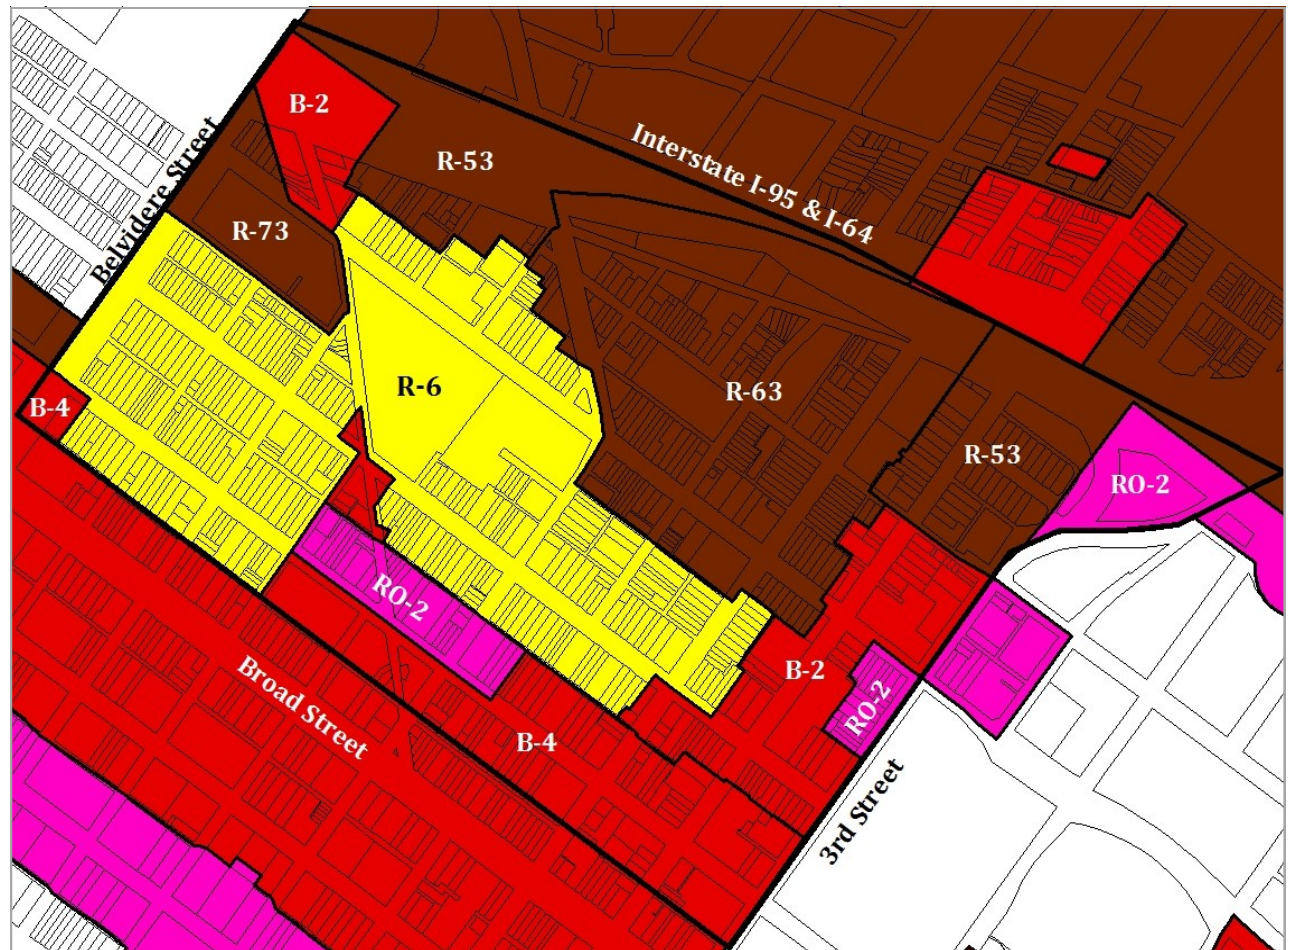 B-2
R-53
Interstate I-95 & I-64
Belvidere Street
R-73
R-6
R-63
B-4
R-53
RO-2
RO-2
B-2
RO-2
Broad Street
B-4
3rd Street